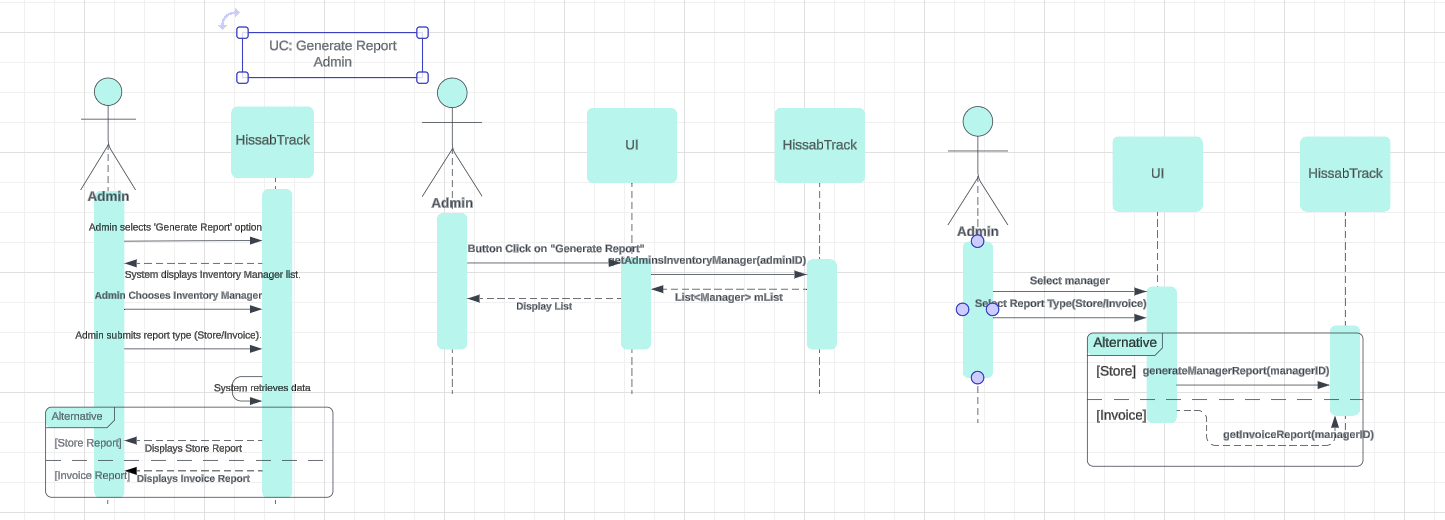 UC: Generate Report
Admin
HissabTrack
Admin
Admin selects 'Generate Report' option
System displays Inventory Manager list.
Admin Chooses Inventory Manager
Admin submits report type (Store/Invoice).
System retrieves data
Alternative
[Store Report]
Displays Store Report
[Invoice Report]
Displays Invoice Report
UI
HissabTrack
Admin
Button Click on "Generate Report"
getAdminsInventoryManager(adminID)
List<Manager> mList
Display List
UI
HissabTrack
Admin
Select manager
Select Report Type(Store/Invoice)
Alternative
[Store]
generateManagerReport(managerID)
[Invoice]
getInvoiceReport(managerID)